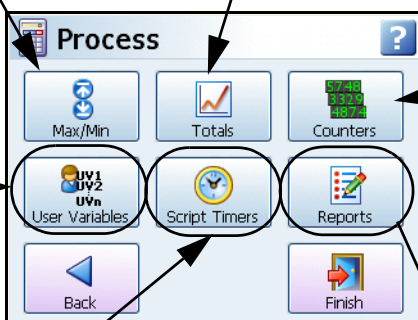 Process
?
5748
3329
4874
Max/Min
Totals
Counters
UV1
UV2
UVn
User Variables
Script Timers
Reports
Back
Finish